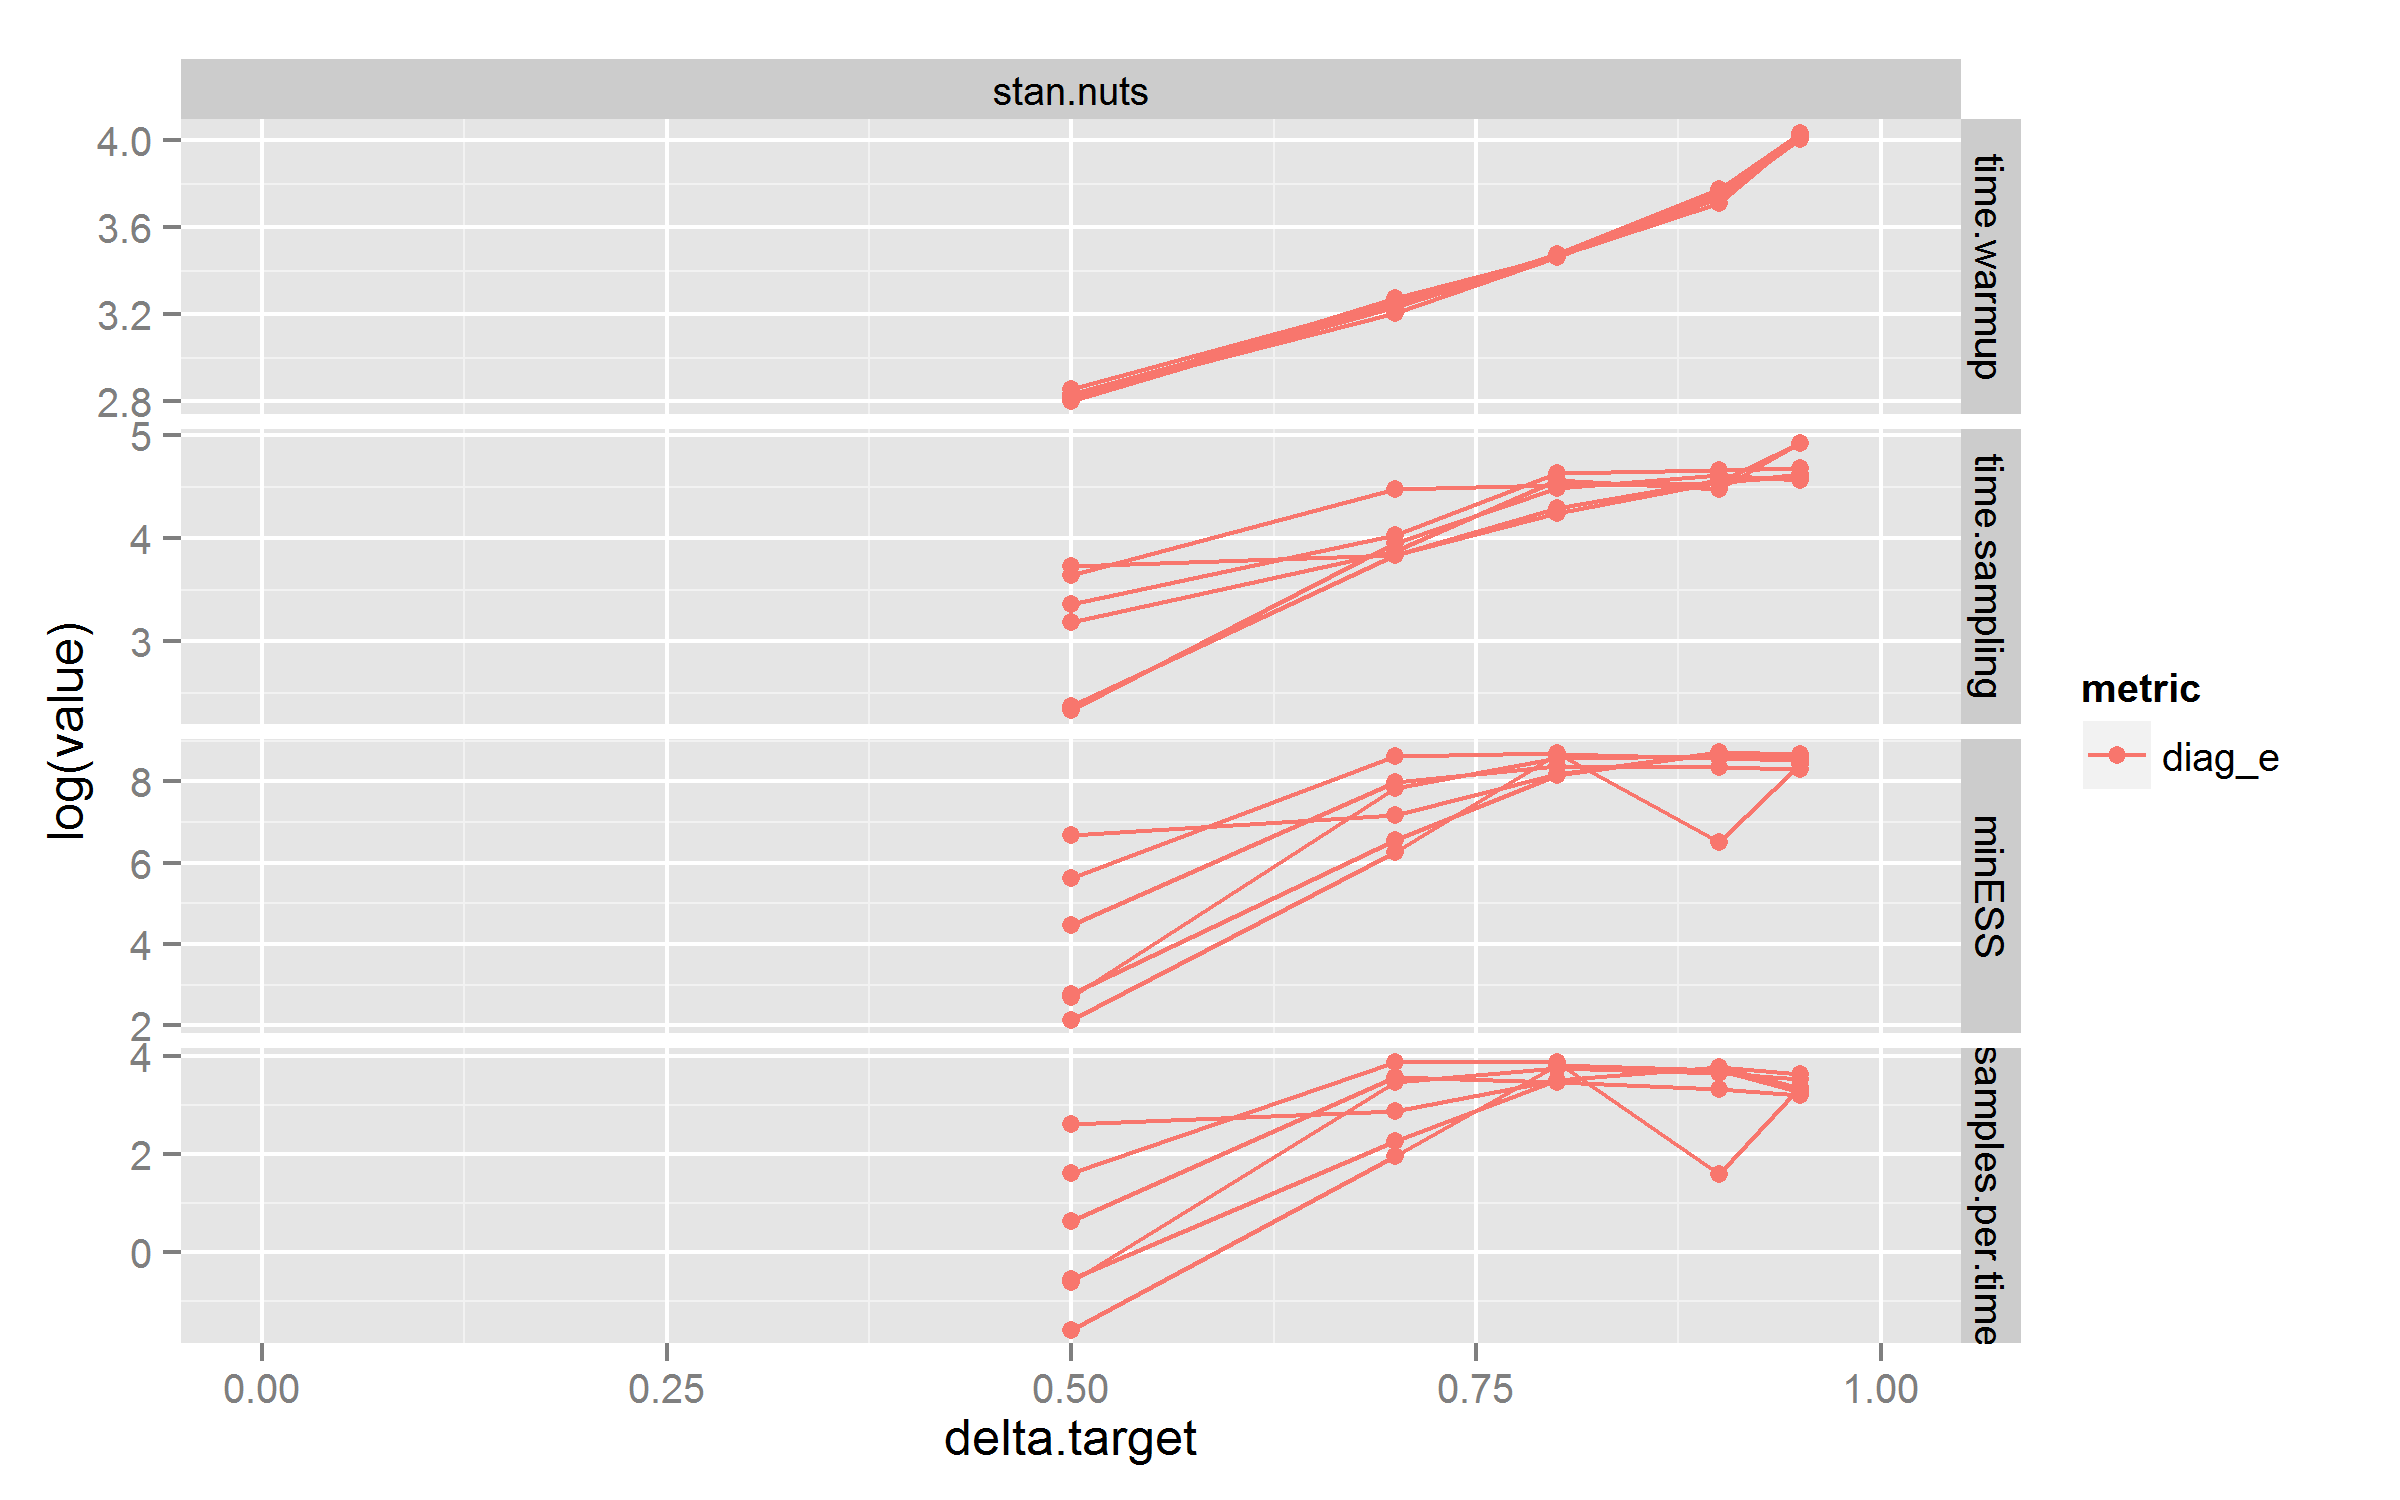 stan.nuts
4.0
3.6
3.2
2.8
time.warmup
5
4
3
time.sampling
8
6
4
2
minESS
4
2
0
samples.per.time
0.00 0.25 0.50 0.75 1.00
delta.target
log(value)
metric
diag_e